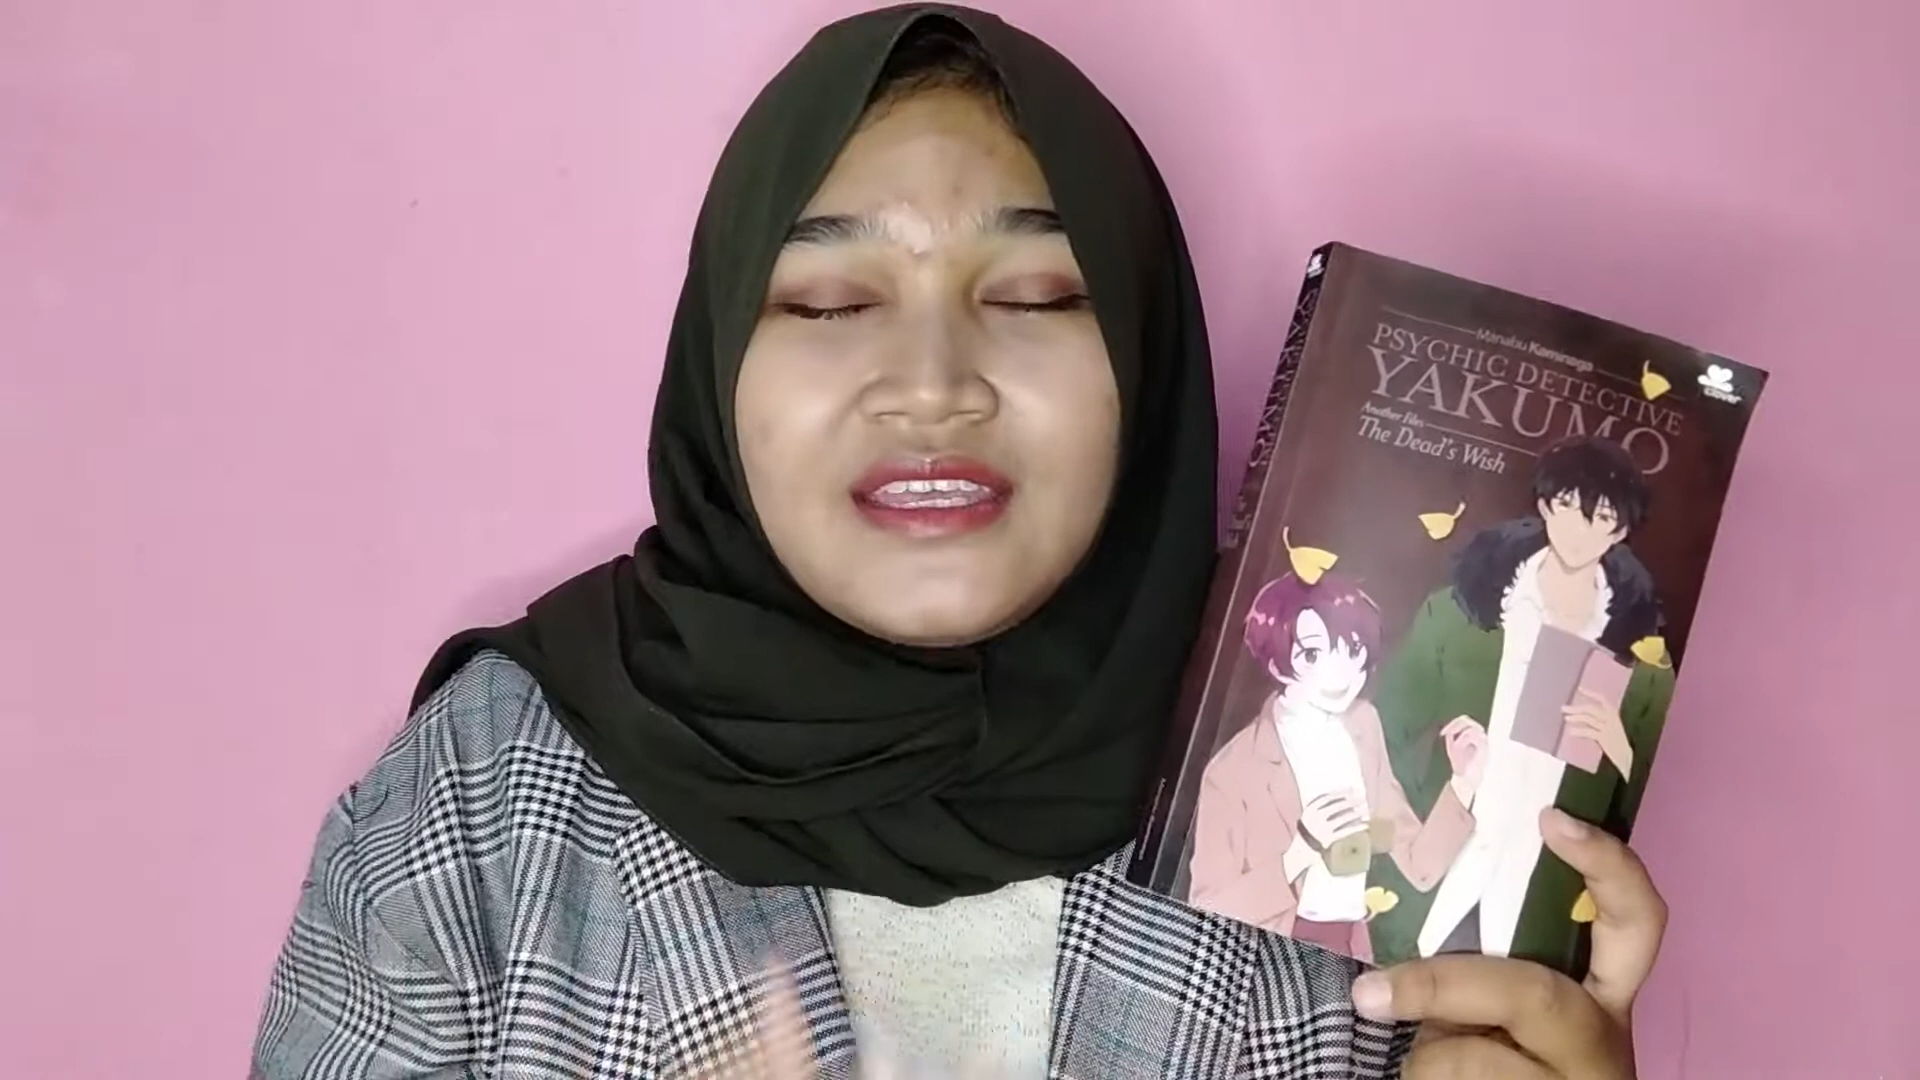 Manabu Kaminaga
PSYCHIC DETECTIVE
YAKUMO
Another Files
The Dead's Wish
Clover